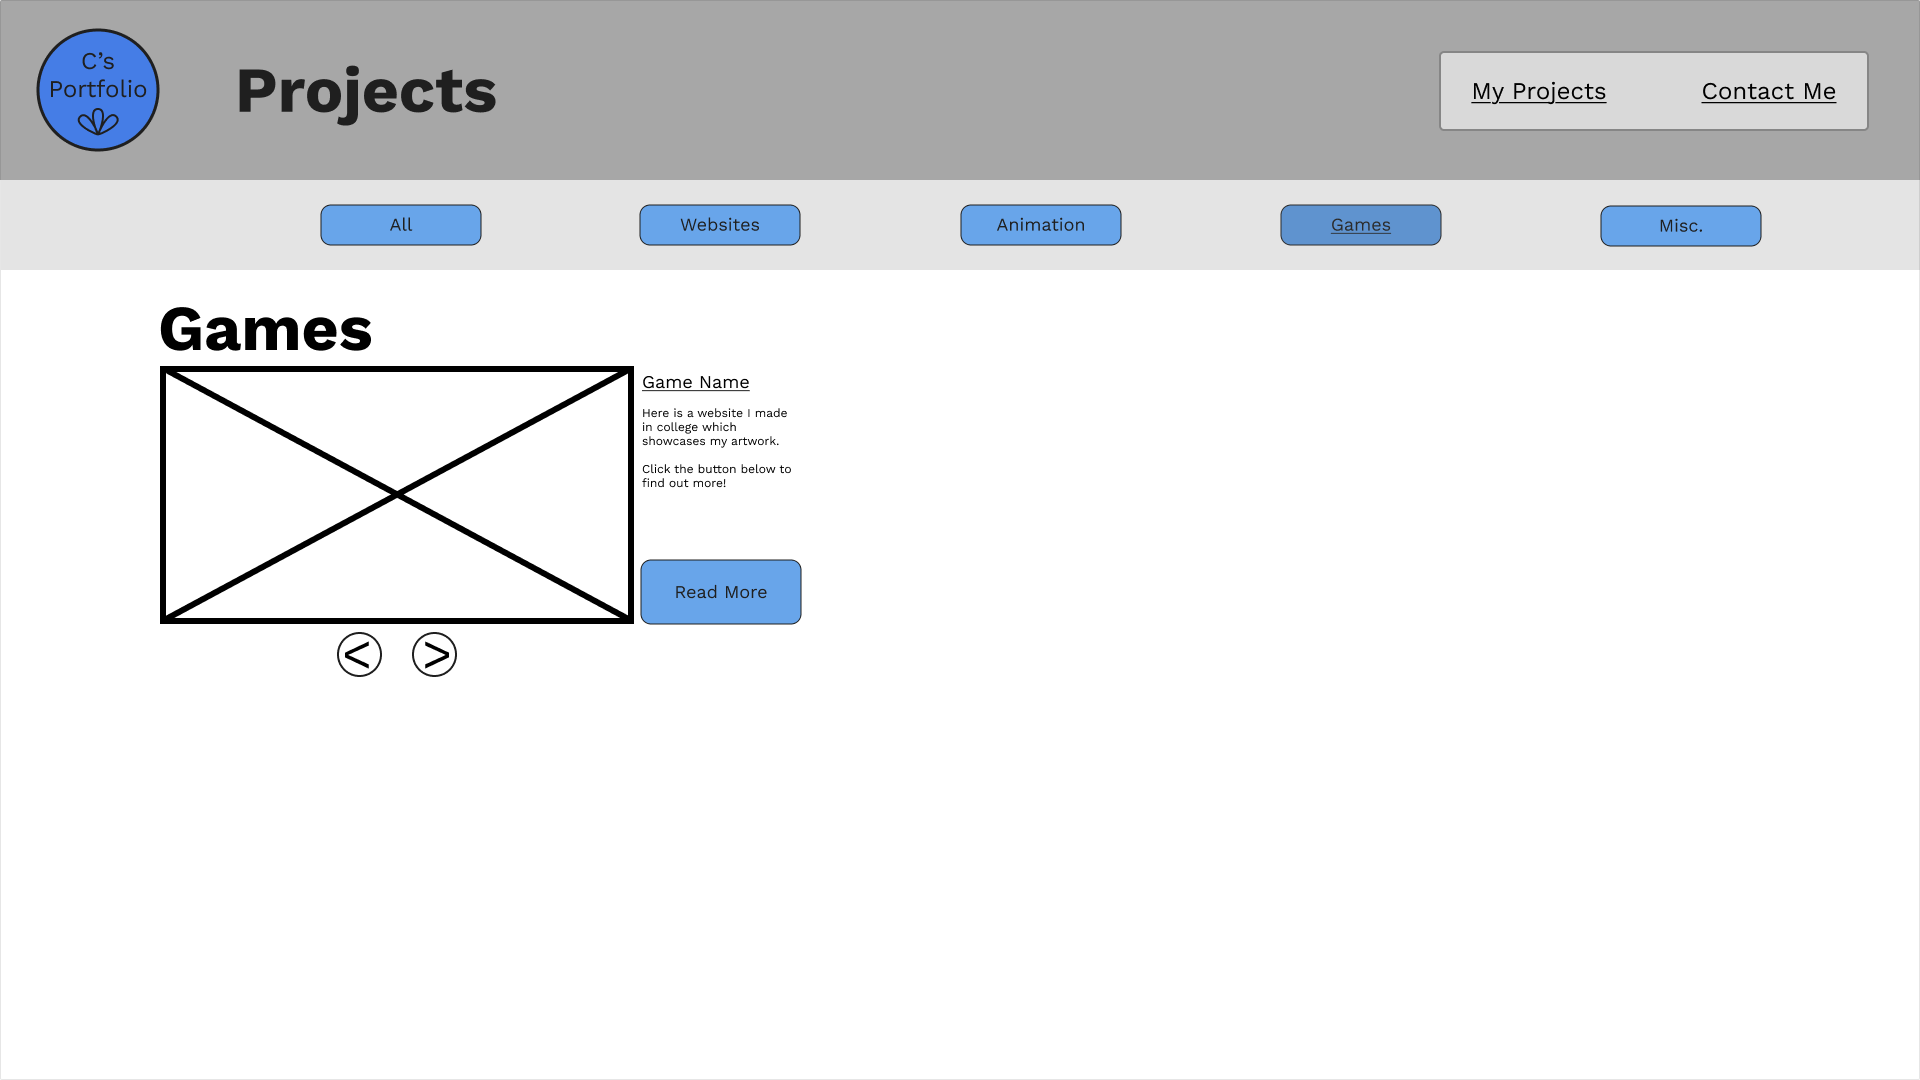 C’s
Portfolio
Projects
My Projects
Contact Me
All
Websites
Animation
Games
Misc.
Games
Game Name
Here is a website I made
in college which
showcases my artwork.
Click the button below to
find out more!
Read More
< >